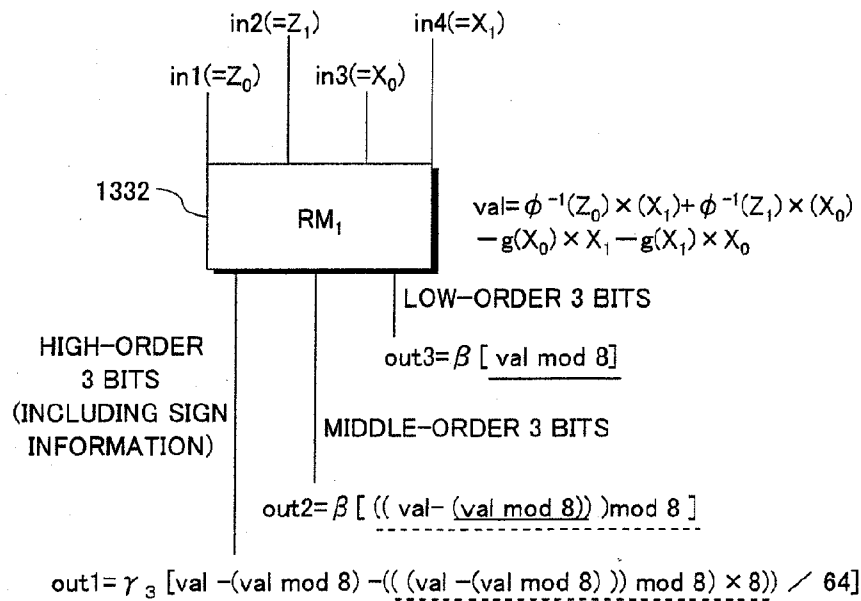 in2(=Z₁)
in4(=X₁)
in1(=Z₀)
in3(=X₀)
1332
RM₁
val=φ⁻¹(Z₀)×(X₁)+φ⁻¹(Z₁)×(X₀)
−g(X₀)×X₁−g(X₁)×X₀
LOW-ORDER 3 BITS
out3=β[val mod 8]
HIGH-ORDER
3 BITS
(INCLUDING SIGN
INFORMATION)
MIDDLE-ORDER 3 BITS
out2=β[((val-(val mod 8)))mod 8]
out1=γ₃[val -(val mod 8) -(((val -(val mod 8))) mod 8)×8))/64]